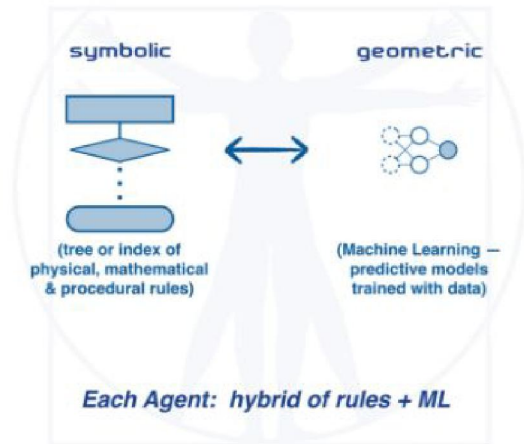 symbolic
geometric
(tree or index of
physical, mathematical
& procedural rules)
(Machine Learning —
predictive models
trained with data)
Each Agent: hybrid of rules + ML